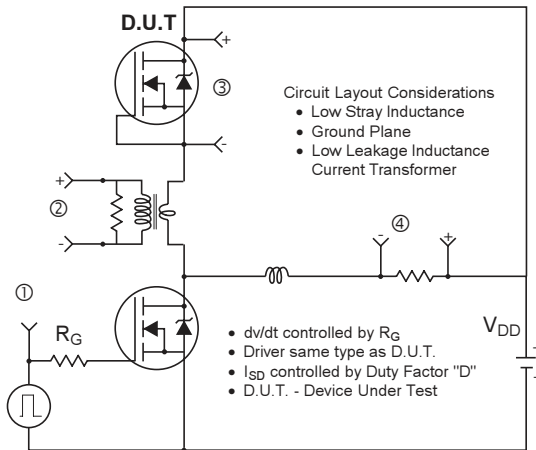 D.U.T
+
③
-
Circuit Layout Considerations
• Low Stray Inductance
• Ground Plane
• Low Leakage Inductance
Current Transformer
+
②
-
④
-
+
①
R_G
V_DD
+
-
• dv/dt controlled by R_G
• Driver same type as D.U.T.
• I_SD controlled by Duty Factor "D"
• D.U.T. - Device Under Test